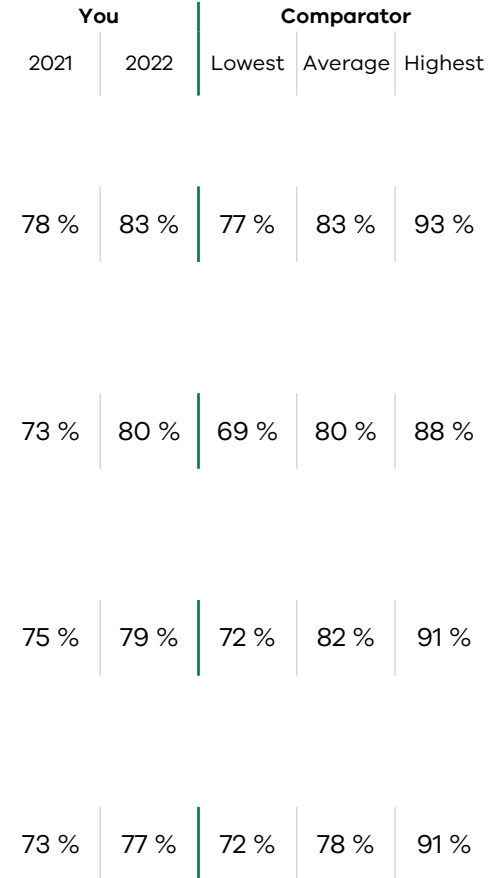 You Comparator
2021 2022 Lowest Average Highest
78 % 83 % 77 % 83 % 93 %
73 % 80 % 69 % 80 % 88 %
75 % 79 % 72 % 82 % 91 %
73 % 77 % 72 % 78 % 91 %